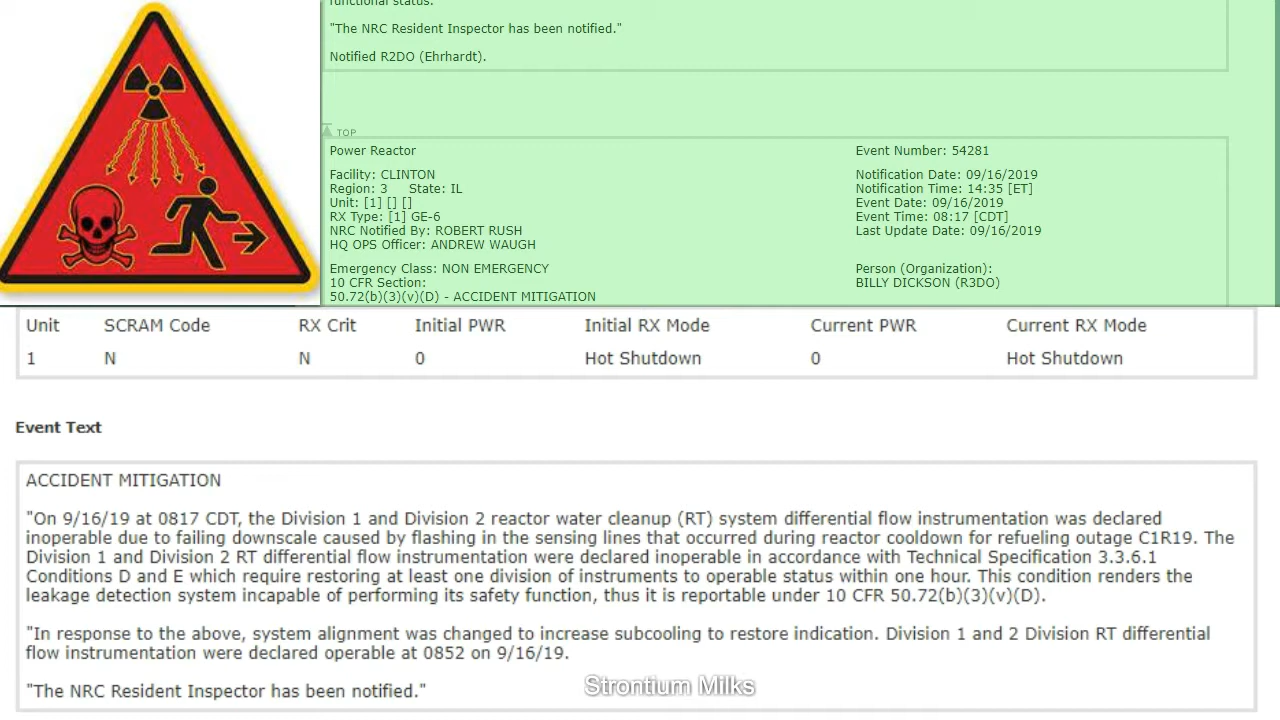 functional status.
"The NRC Resident Inspector has been notified."
Notified R2DO (Ehrhardt).
TOP
Power Reactor
Event Number: 54281
Facility: CLINTON
Region: 3 State: IL
Unit: [1] [] []
RX Type: [1] GE-6
NRC Notified By: ROBERT RUSH
HQ OPS Officer: ANDREW WAUGH
Notification Date: 09/16/2019
Notification Time: 14:35 [ET]
Event Date: 09/16/2019
Event Time: 08:17 [CDT]
Last Update Date: 09/16/2019
Emergency Class: NON EMERGENCY
10 CFR Section:
50.72(b)(3)(v)(D) - ACCIDENT MITIGATION
Person (Organization):
BILLY DICKSON (R3DO)
Unit SCRAM Code RX Crit Initial PWR Initial RX Mode Current PWR Current RX Mode
1 N N 0 Hot Shutdown 0 Hot Shutdown
Event Text
ACCIDENT MITIGATION
"On 9/16/19 at 0817 CDT, the Division 1 and Division 2 reactor water cleanup (RT) system differential flow instrumentation was declared
inoperable due to failing downscale caused by flashing in the sensing lines that occurred during reactor cooldown for refueling outage C1R19. The
Division 1 and Division 2 RT differential flow instrumentation were declared inoperable in accordance with Technical Specification 3.3.6.1
Conditions D and E which require restoring at least one division of instruments to operable status within one hour. This condition renders the
leakage detection system incapable of performing its safety function, thus it is reportable under 10 CFR 50.72(b)(3)(v)(D).
"In response to the above, system alignment was changed to increase subcooling to restore indication. Division 1 and 2 Division RT differential
flow instrumentation were declared operable at 0852 on 9/16/19.
"The NRC Resident Inspector has been notified."
Strontium Milks